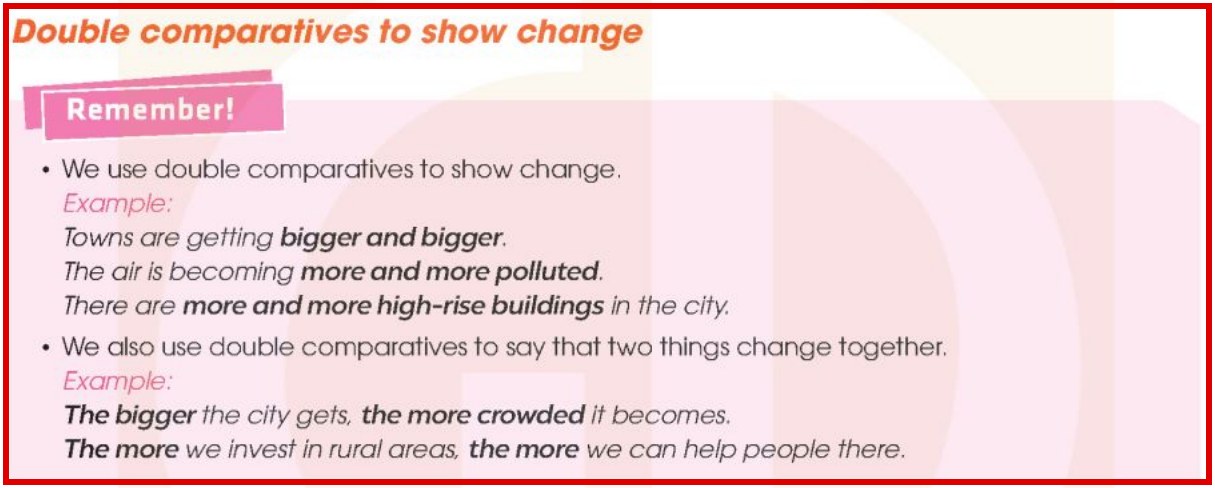 Double comparatives to show change
Remember!
• We use double comparatives to show change.
Example:
Towns are getting bigger and bigger.
The air is becoming more and more polluted.
There are more and more high-rise buildings in the city.
• We also use double comparatives to say that two things change together.
Example:
The bigger the city gets, the more crowded it becomes.
The more we invest in rural areas, the more we can help people there.